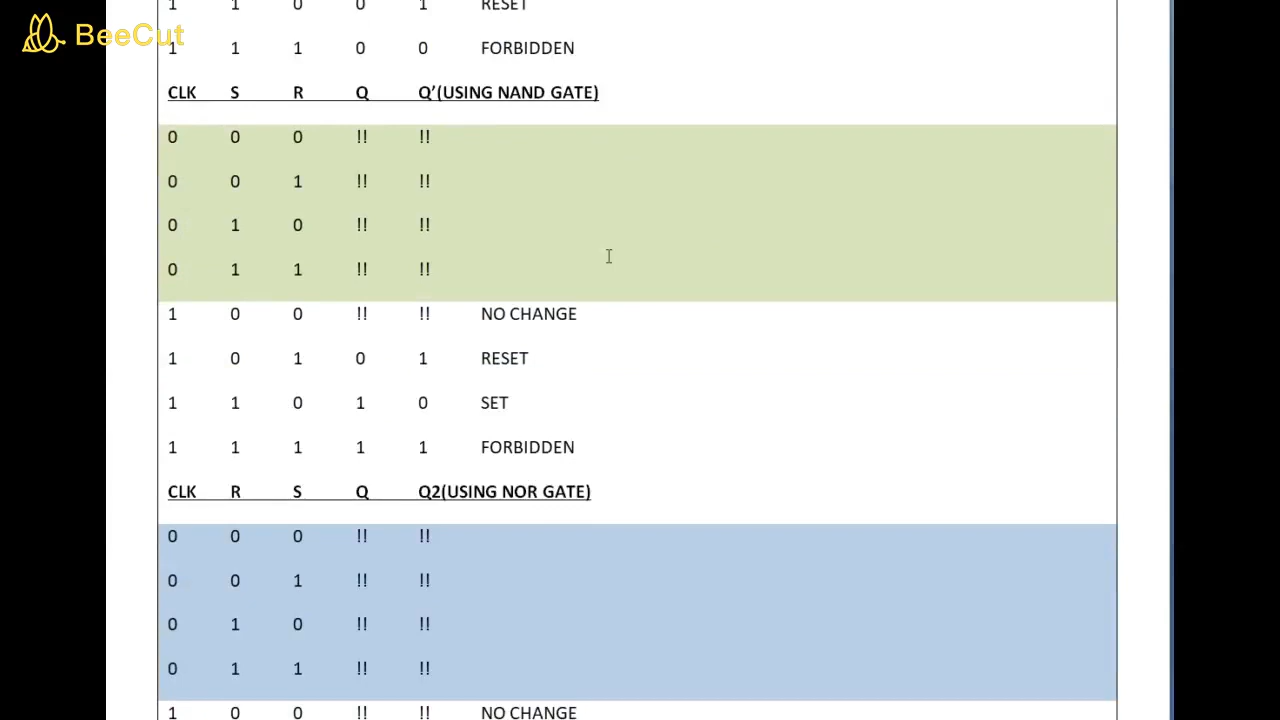 1 1 0 0 1 RESET
BeeCut
1 1 1 0 0 FORBIDDEN
CLK S R Q Q’(USING NAND GATE)
0 0 0 !! !!
0 0 1 !! !!
0 1 0 !! !!
0 1 1 !! !!
1 0 0 !! !! NO CHANGE
1 0 1 0 1 RESET
1 1 0 1 0 SET
1 1 1 1 1 FORBIDDEN
CLK R S Q Q2(USING NOR GATE)
0 0 0 !! !!
0 0 1 !! !!
0 1 0 !! !!
0 1 1 !! !!
1 0 0 !! !! NO CHANGE